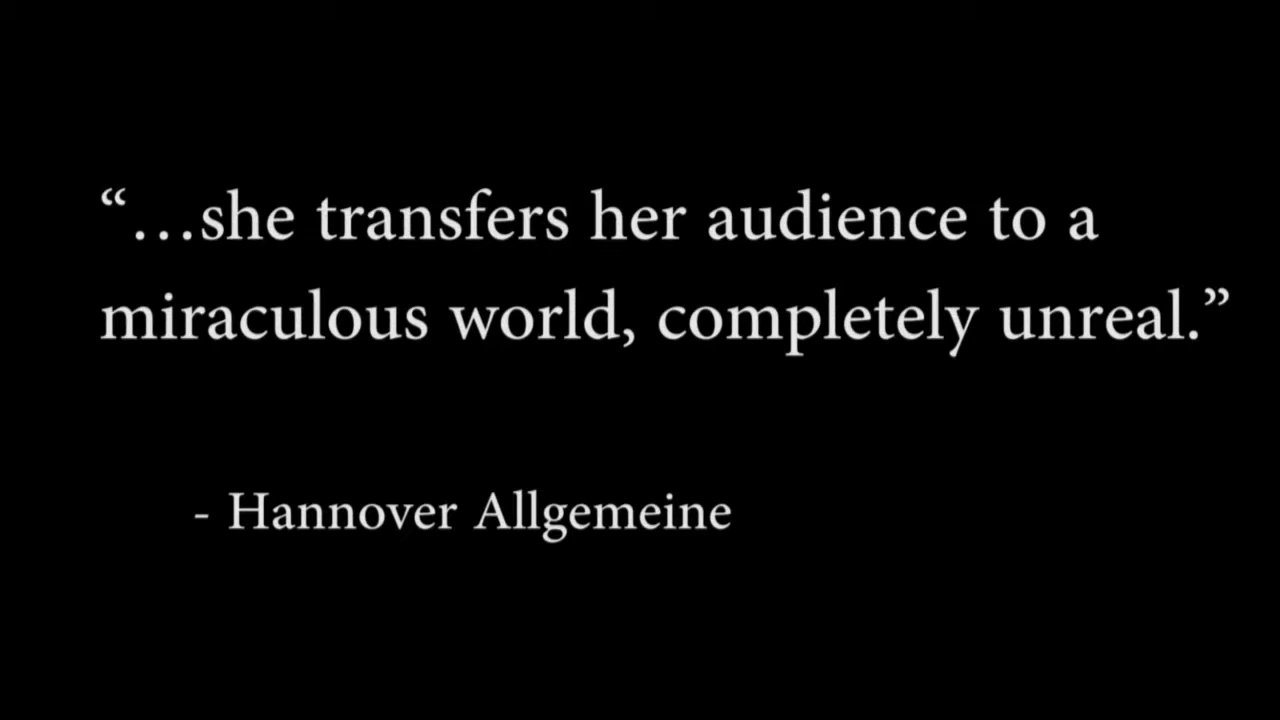 “…she transfers her audience to a
miraculous world, completely unreal.”
- Hannover Allgemeine